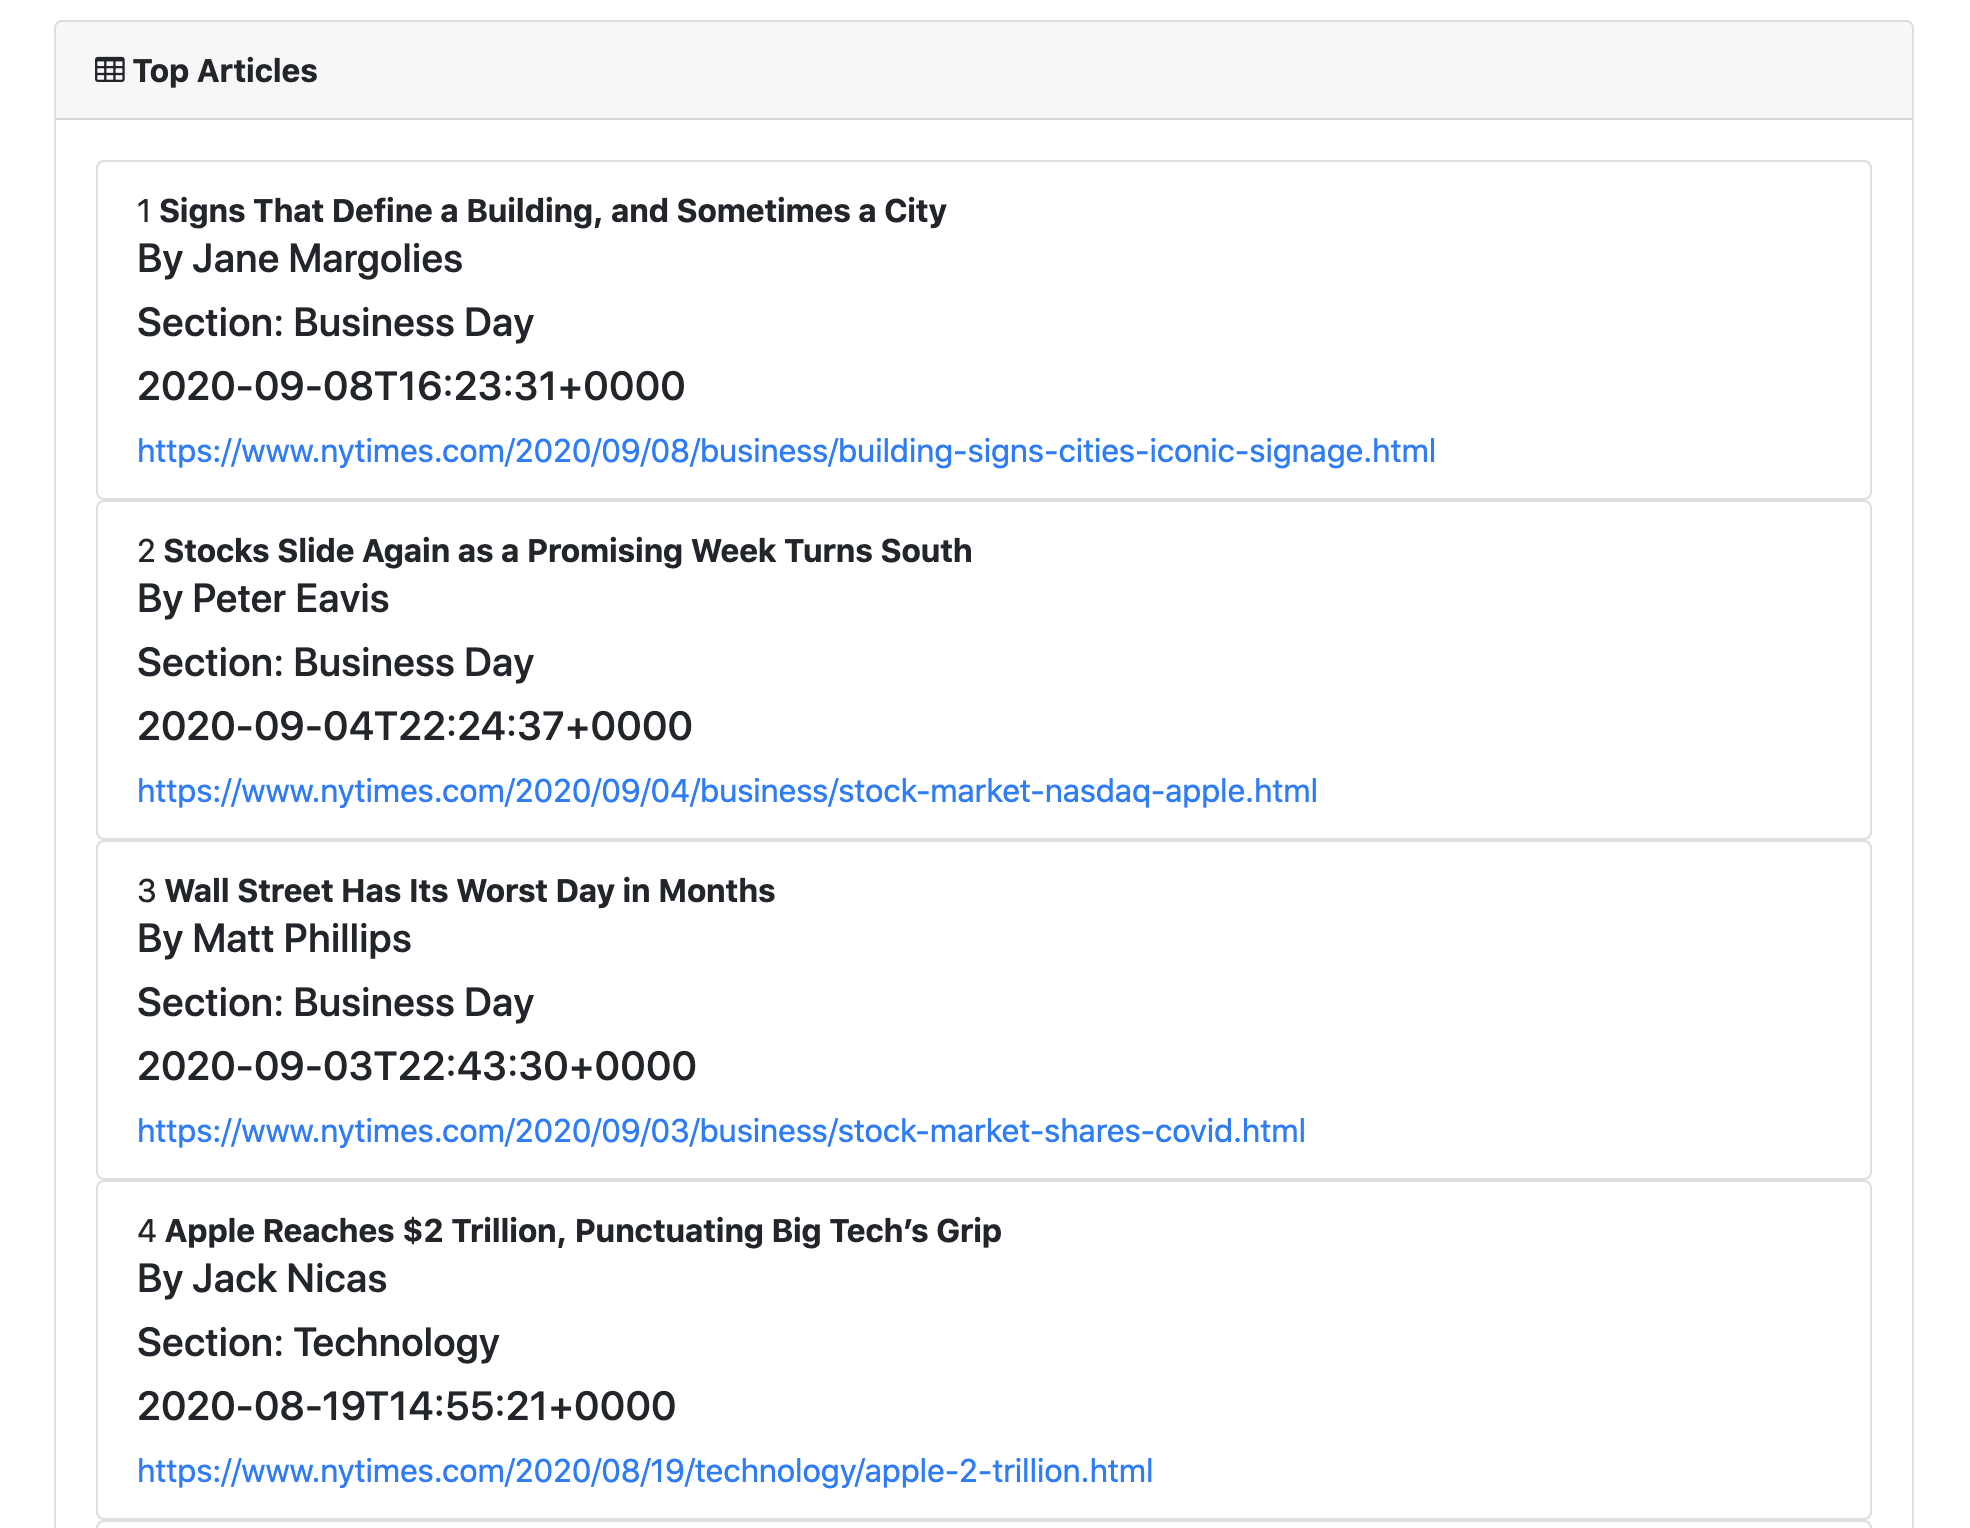 Top Articles
1 Signs That Define a Building, and Sometimes a City
By Jane Margolies
Section: Business Day
2020-09-08T16:23:31+0000
https://www.nytimes.com/2020/09/08/business/building-signs-cities-iconic-signage.html
2 Stocks Slide Again as a Promising Week Turns South
By Peter Eavis
Section: Business Day
2020-09-04T22:24:37+0000
https://www.nytimes.com/2020/09/04/business/stock-market-nasdaq-apple.html
3 Wall Street Has Its Worst Day in Months
By Matt Phillips
Section: Business Day
2020-09-03T22:43:30+0000
https://www.nytimes.com/2020/09/03/business/stock-market-shares-covid.html
4 Apple Reaches $2 Trillion, Punctuating Big Tech’s Grip
By Jack Nicas
Section: Technology
2020-08-19T14:55:21+0000
https://www.nytimes.com/2020/08/19/technology/apple-2-trillion.html